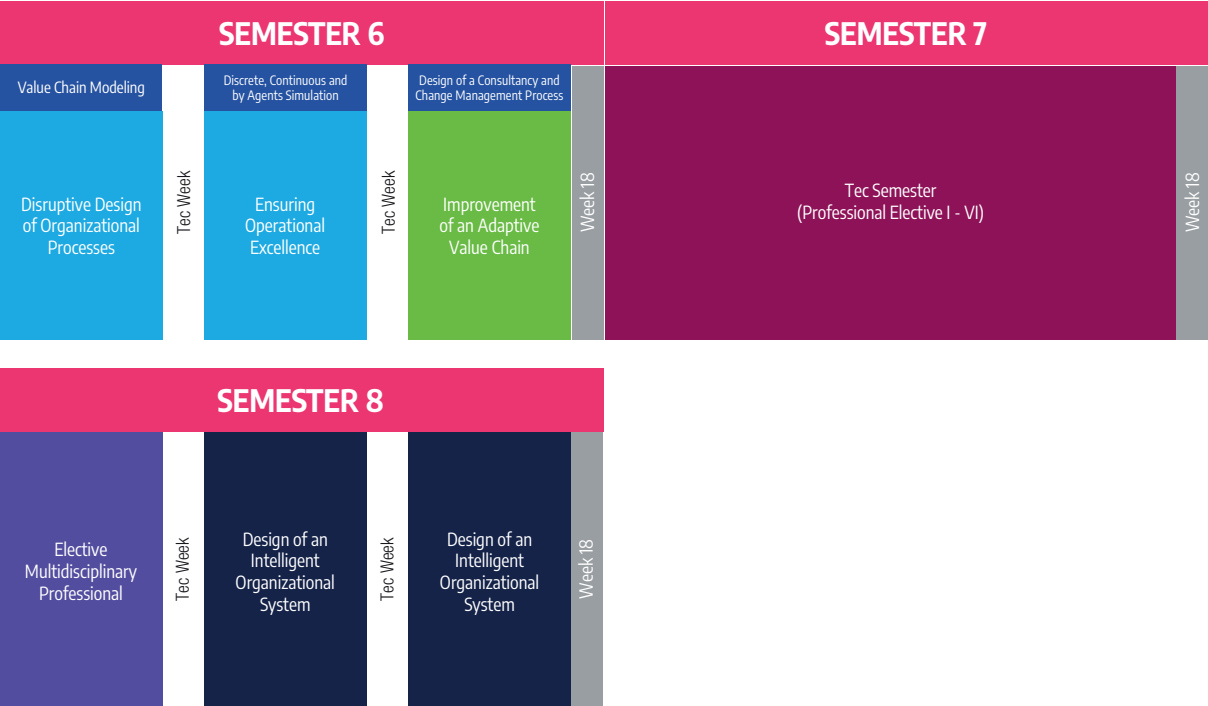 SEMESTER 6
Value Chain Modeling
Disruptive Design
of Organizational
Processes
Tec Week
Discrete, Continuous and
by Agents Simulation
Ensuring
Operational
Excellence
Tec Week
Design of a Consultancy and
Change Management Process
Improvement
of an Adaptive
Value Chain
Week 18
SEMESTER 7
Tec Semester
(Professional Elective I - VI)
Week 18
SEMESTER 8
Elective
Multidisciplinary
Professional
Tec Week
Design of an
Intelligent
Organizational
System
Tec Week
Design of an
Intelligent
Organizational
System
Week 18